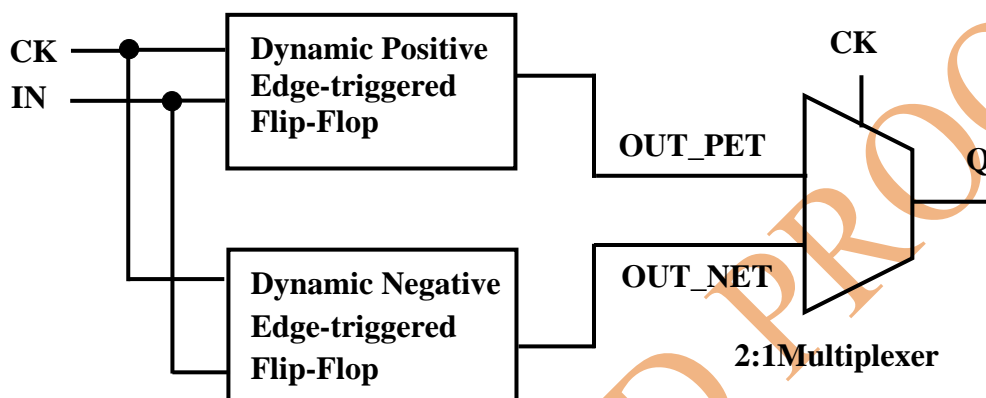 CK
IN
Dynamic Positive
Edge-triggered
Flip-Flop
CK
OUT_PET
Q
Dynamic Negative
Edge-triggered
Flip-Flop
OUT_NET
2:1Multiplexer
D PROO